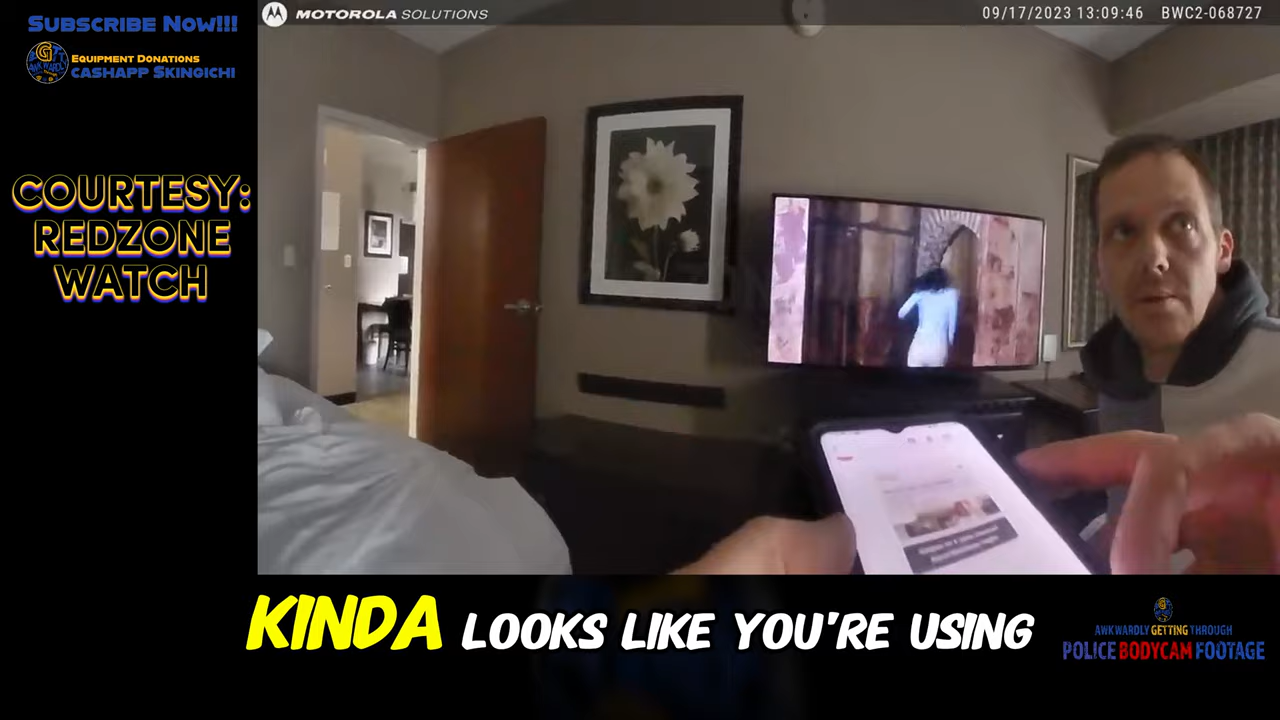 SUBSCRIBE NOW!!!
EQUIPMENT DONATIONS
CASHAPP SKINGICHI
COURTESY:
REDZONE
WATCH
MOTOROLA SOLUTIONS
09/17/2023 13:09:46 BWC2-068727
KINDA LOOKS LIKE YOU'RE USING
AWKWARDLY GETTING THROUGH
POLICE BODYCAM FOOTAGE